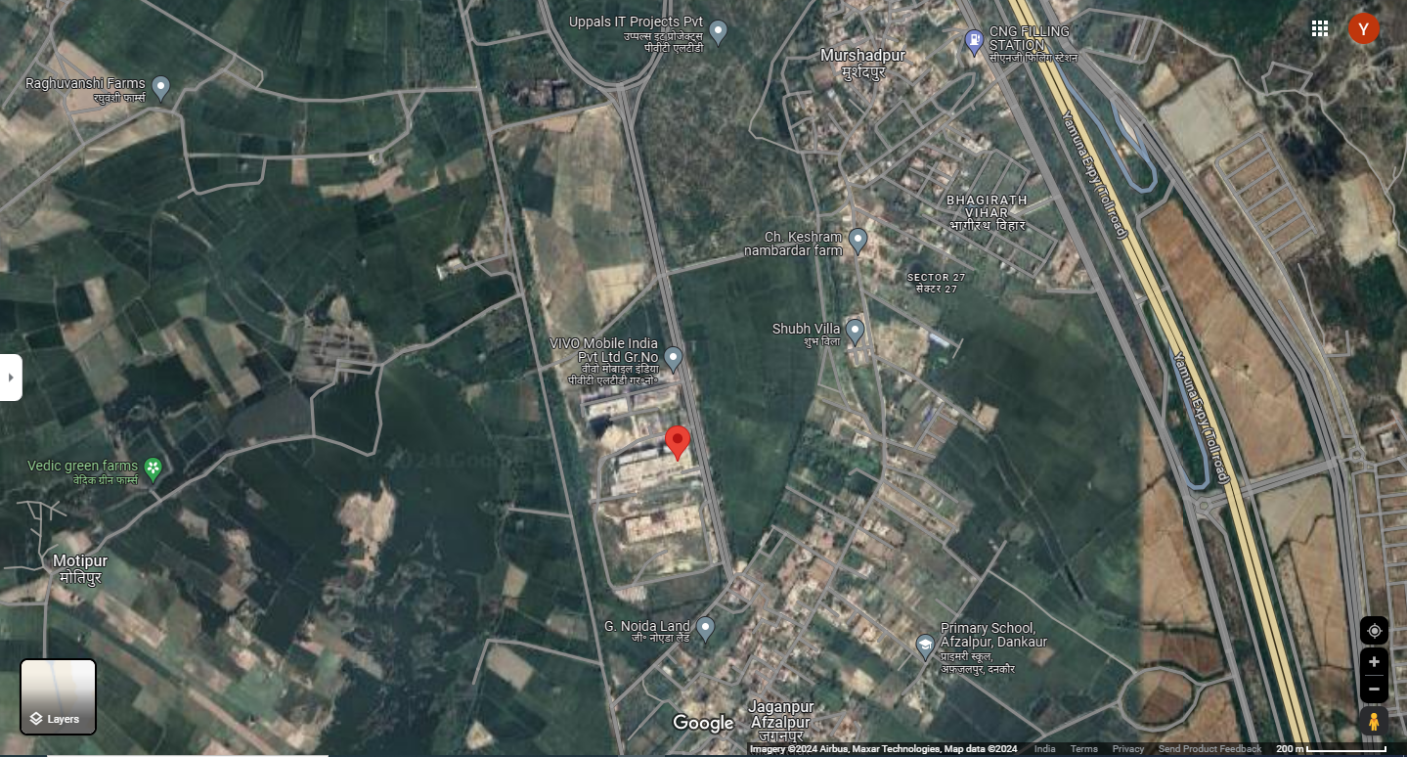 Uppals IT Projects Pvt
उप्पल्स इट प्रोजेक्ट्स
पीवीटी एलटीडी
CNG FILLING
STATION
सीएनजी फिलिंग स्टेशन
Murshadpur
मुर्शदपुर
Y
Raghuvanshi Farms
रघुवंशी फार्म्स
Yamuna Expy (Toll road)
BHAGIRATH
VIHAR
भागीरथ विहार
Ch. Keshram
nambardar farm
SECTOR 27
सेक्टर 27
Shubh Villa
शुभ विला
VIVO Mobile India
Pvt Ltd Gr.No
वीवो मोबाइल इंडिया
पीवीटी एलटीडी गर॰नो॰
Yamuna Expy (Toll road)
Vedic green farms
वेदिक ग्रीन फार्म्स
Motipur
मोतिपुर
G. Noida Land
जी॰ नोएडा लैंड
Primary School,
Afzalpur, Dankaur
प्राइमरी स्कूल,
अफजलपुर, दनकौर
Layers
Jaganpur
Afzalpur
जगनपुर
Google
Imagery ©2024 Airbus, Maxar Technologies, Map data ©2024 India Terms Privacy Send Product Feedback 200 m